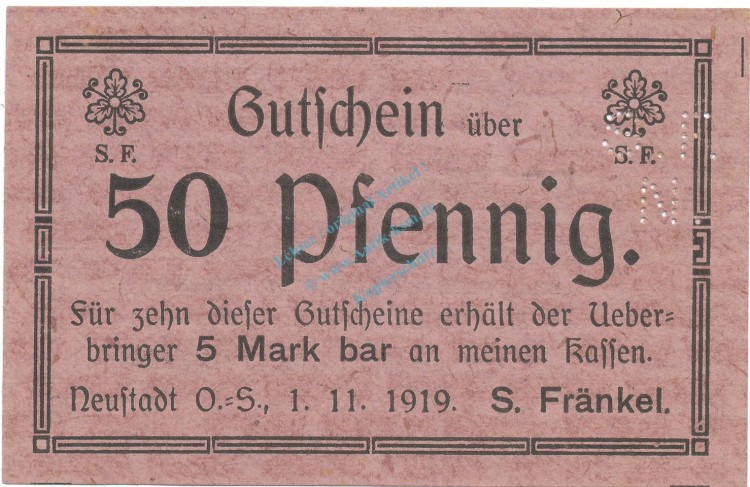 Gutschein über
S. F.
S. F.
50 Pfennig.
Für zehn dieser Gutscheine erhält der Ueber-
bringer 5 Mark bar an meinen Kassen.
Neustadt O.-S., 1. 11. 1919. S. Fränkel.